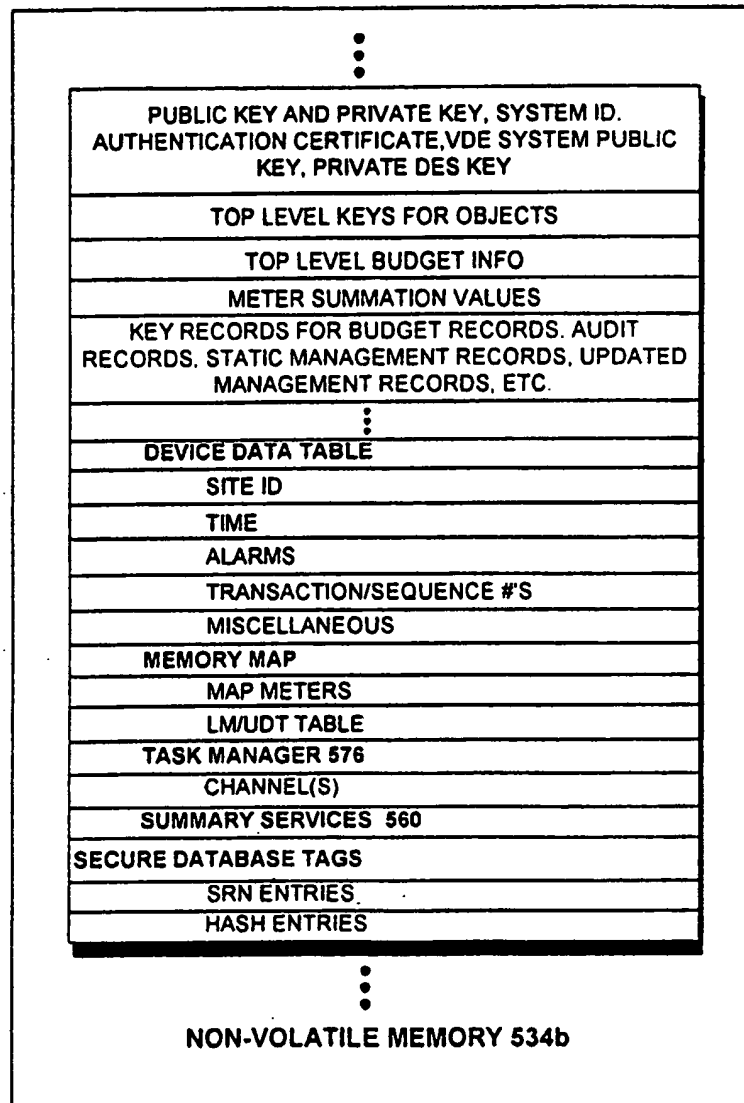 PUBLIC KEY AND PRIVATE KEY, SYSTEM ID.
AUTHENTICATION CERTIFICATE,VDE SYSTEM PUBLIC
KEY, PRIVATE DES KEY
TOP LEVEL KEYS FOR OBJECTS
TOP LEVEL BUDGET INFO
METER SUMMATION VALUES
KEY RECORDS FOR BUDGET RECORDS. AUDIT
RECORDS, STATIC MANAGEMENT RECORDS, UPDATED
MANAGEMENT RECORDS, ETC.
DEVICE DATA TABLE
SITE ID
TIME
ALARMS
TRANSACTION/SEQUENCE #'S
MISCELLANEOUS
MEMORY MAP
MAP METERS
LM/UDT TABLE
TASK MANAGER 576
CHANNEL(S)
SUMMARY SERVICES 560
SECURE DATABASE TAGS
SRN ENTRIES
HASH ENTRIES
NON-VOLATILE MEMORY 534b